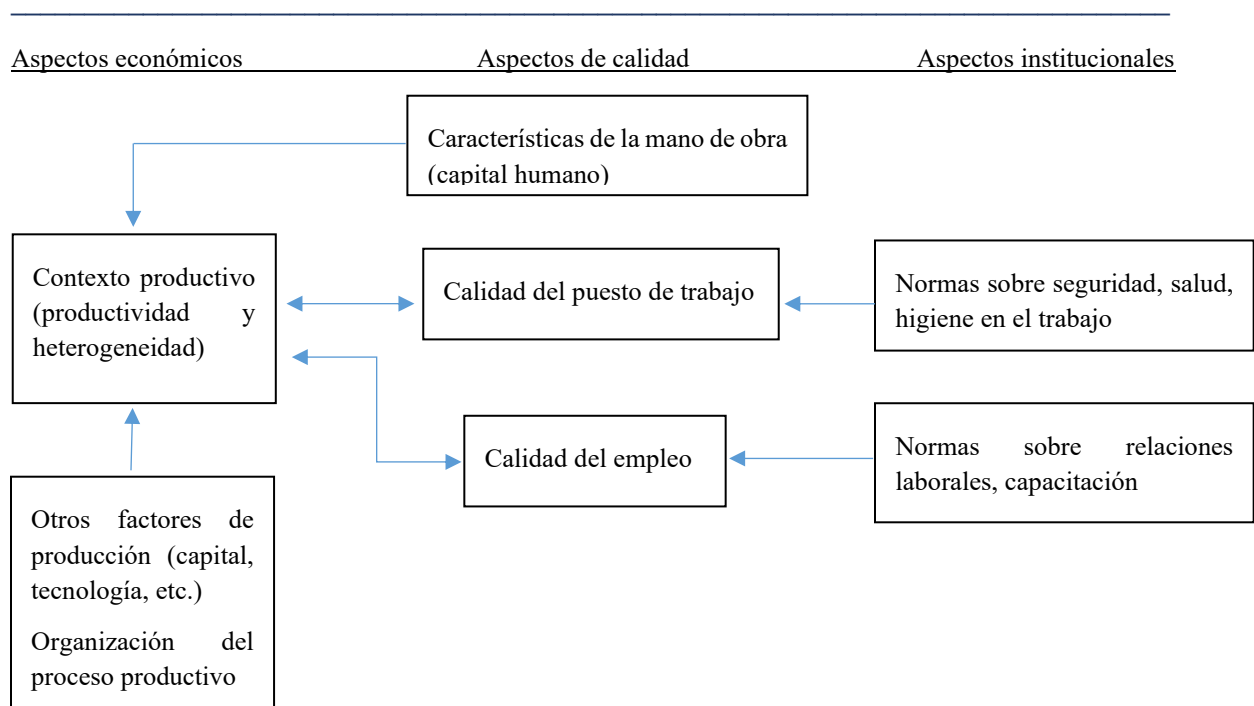 Aspectos económicos
Aspectos de calidad
Aspectos institucionales
Características de la mano de obra
(capital humano)
Contexto productivo
(productividad y
heterogeneidad)
Calidad del puesto de trabajo
Normas sobre seguridad, salud,
higiene en el trabajo
Calidad del empleo
Normas sobre relaciones
laborales, capacitación
Otros factores de
producción (capital,
tecnología, etc.)
Organización del
proceso productivo